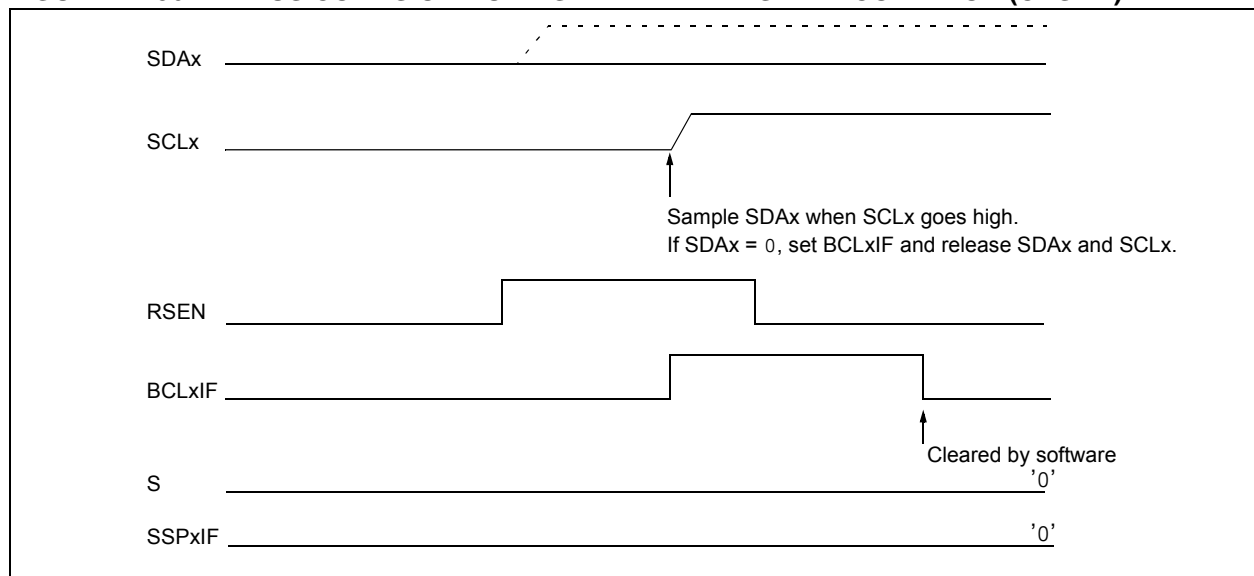 SDAx
SCLx
Sample SDAx when SCLx goes high.
If SDAx = 0, set BCLxIF and release SDAx and SCLx.
RSEN
BCLxIF
Cleared by software
S '0'
SSPxIF '0'